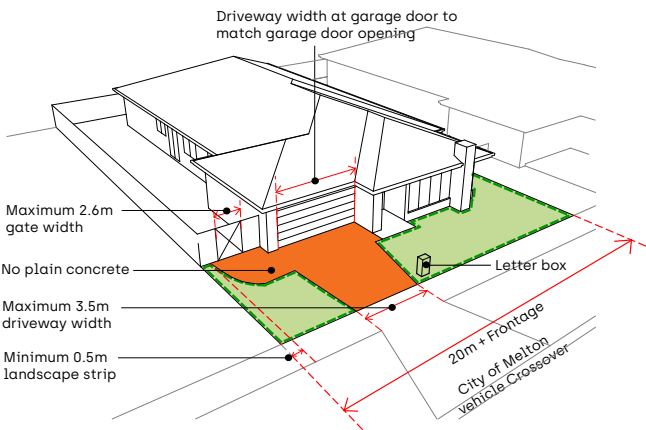 Driveway width at garage door to
match garage door opening
Maximum 2.6m
gate width
No plain concrete
Letter box
Maximum 3.5m
driveway width
20m + Frontage
City of Melton
vehicle Crossover
Minimum 0.5m
landscape strip